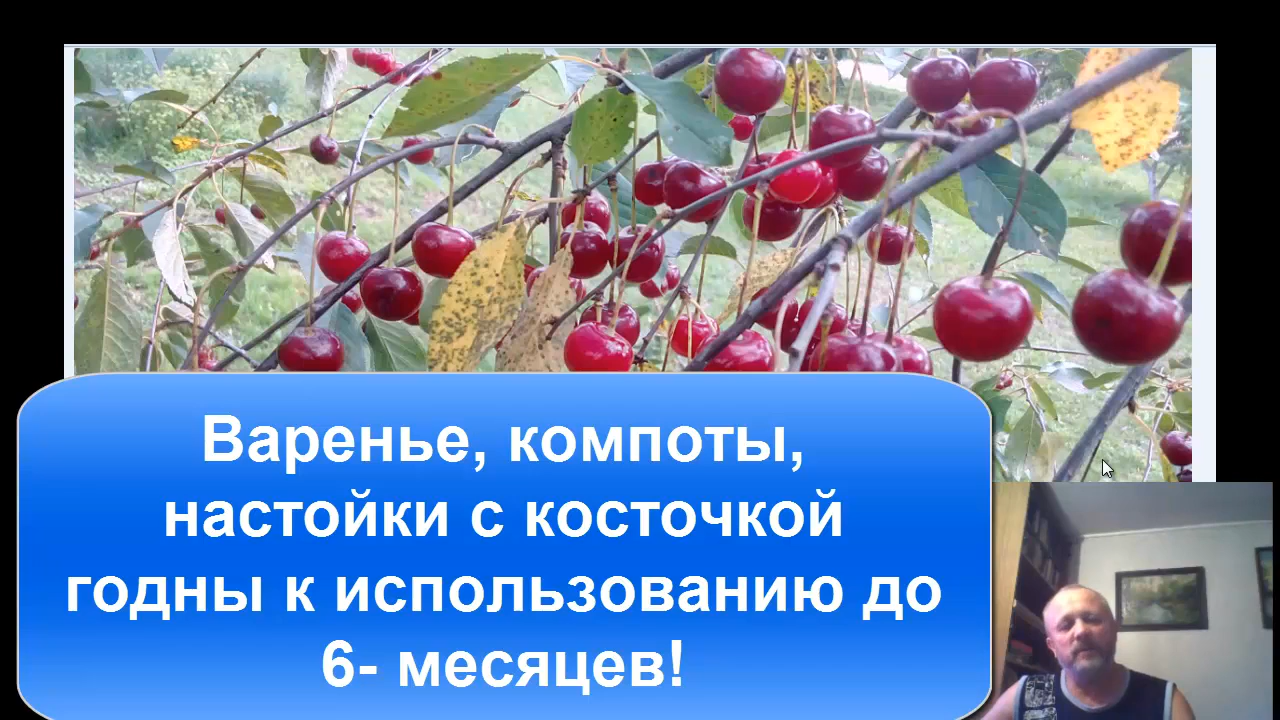 Варенье, компоты,
настойки с косточкой
годны к использованию до
6- месяцев!